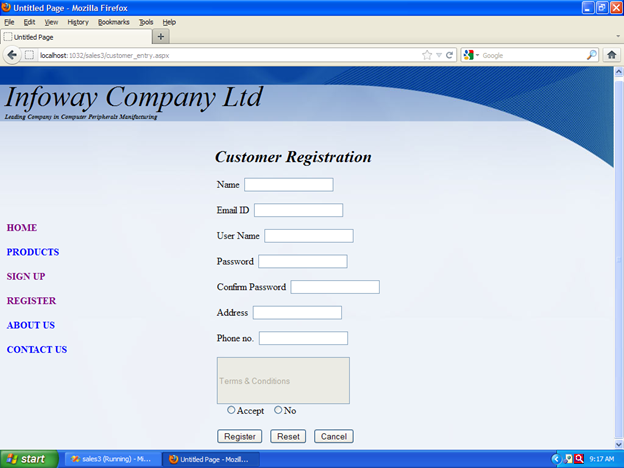 Untitled Page - Mozilla Firefox
File Edit View History Bookmarks Tools Help
Untitled Page
localhost:1032/sales3/customer_entry.aspx
Google
Infoway Company Ltd
Leading Company in Computer Peripherals Manifacturing
Customer Registration
Name
Email ID
User Name
Password
Confirm Password
Address
Phone no.
HOME
PRODUCTS
SIGN UP
REGISTER
ABOUT US
CONTACT US
Terms & Conditions
Accept No
Register Reset Cancel
start sales3 (Running) - Mi... Untitled Page - Mozill... 9:17 AM